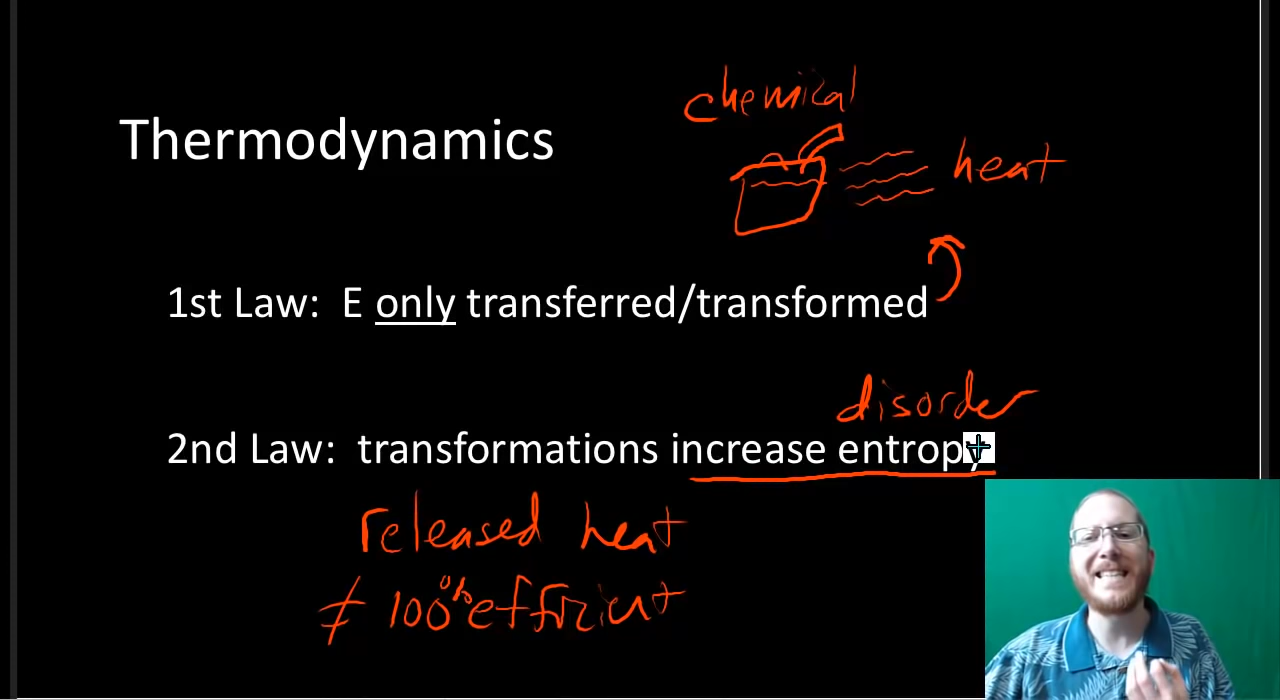 chemical
Thermodynamics
heat
1st Law: E only transferred/transformed
disorder
2nd Law: transformations increase entropy
released heat
≠ 100% efficient